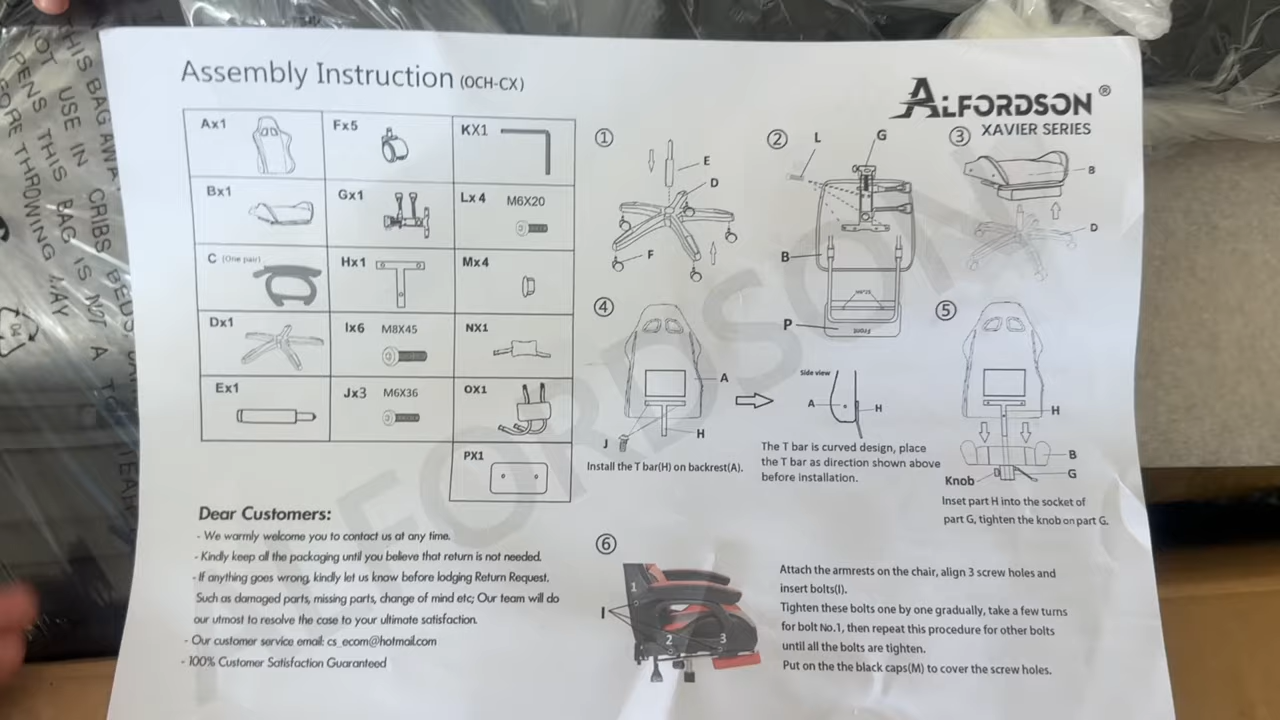 Assembly Instruction (OCH-CX)
ALFORDSON®
XAVIER SERIES
Ax1
Fx5
KX1
Bx1
Gx1
Lx4 M6X20
C (One pair)
Hx1
Mx4
Dx1
Ix6 M8X45
NX1
Ex1
Jx3 M6X36
OX1
PX1
①
E
D
F
②
L
G
B
P
Front
③
B
D
④
A
J
H
Install the T bar(H) on backrest(A).
Side view
A
H
The T bar is curved design, place
the T bar as direction shown above
before installation.
⑤
H
B
G
Knob
Inset part H into the socket of
part G, tighten the knob on part G.
⑥
I
1
2
3
Attach the armrests on the chair, align 3 screw holes and
insert bolts(I).
Tighten these bolts one by one gradually, take a few turns
for bolt No.1, then repeat this procedure for other bolts
until all the bolts are tighten.
Put on the the black caps(M) to cover the screw holes.
Dear Customers:
- We warmly welcome you to contact us at any time.
- Kindly keep all the packaging until you believe that return is not needed.
- If anything goes wrong, kindly let us know before lodging Return Request.
Such as damaged parts, missing parts, change of mind etc; Our team will do
our utmost to resolve the case to your ultimate satisfaction.
- Our customer service email: cs_ecom@hotmail.com
- 100% Customer Satisfaction Guaranteed
ALFORDSON
THIS BAG AWAY
NOT USE IN CRIBS BEDS
PENS THIS BAG IS NOT A TO
ORE THROWING AWAY
TEAR
04